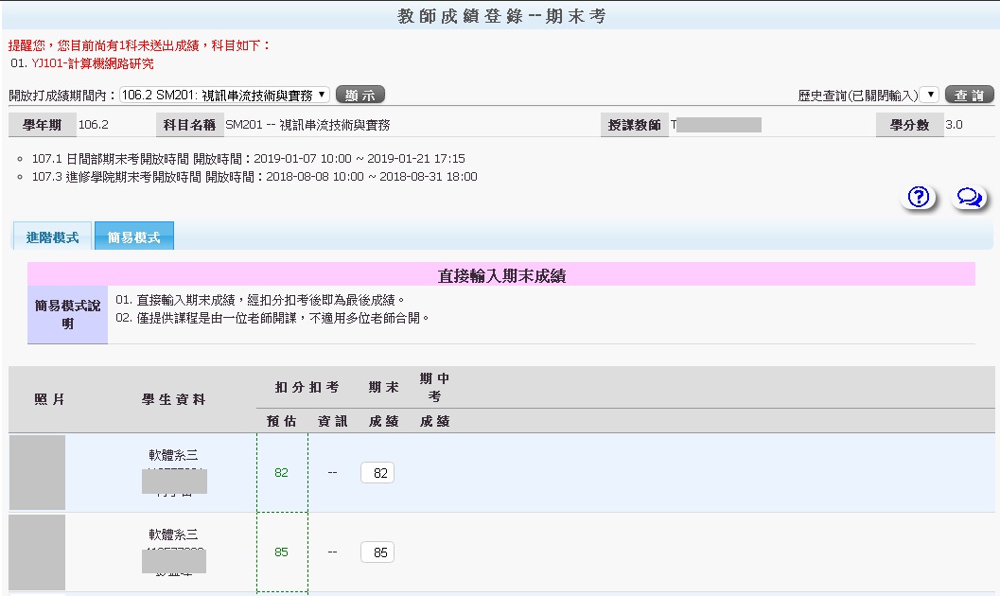 教師成績登錄--期末考
提醒您，您目前尚有1科未送出成績，科目如下：
01. YJ101-計算機網路研究
開放打成績期間內：106.2 SM201: 視訊串流技術與實務 顯示 歷史查詢(已關閉輸入) 查詢
學年期 106.2 科目名稱 SM201 -- 視訊串流技術與實務 授課教師 T 學分數 3.0
107.1 日間部期末考開放時間 開放時間：2019-01-07 10:00 ~ 2019-01-21 17:15
107.3 進修學院期末考開放時間 開放時間：2018-08-08 10:00 ~ 2018-08-31 18:00
進階模式 簡易模式
直接輸入期末成績
簡易模式說明
01. 直接輸入期末成績，經扣分扣考後即為最後成績。
02. 僅提供課程是由一位老師開課，不適用多位老師合開。
照片 學生資料 扣分扣考 期末 期中考
預估 資訊 成績 成績
軟體系三
82 -- 82
軟體系三
85 -- 85